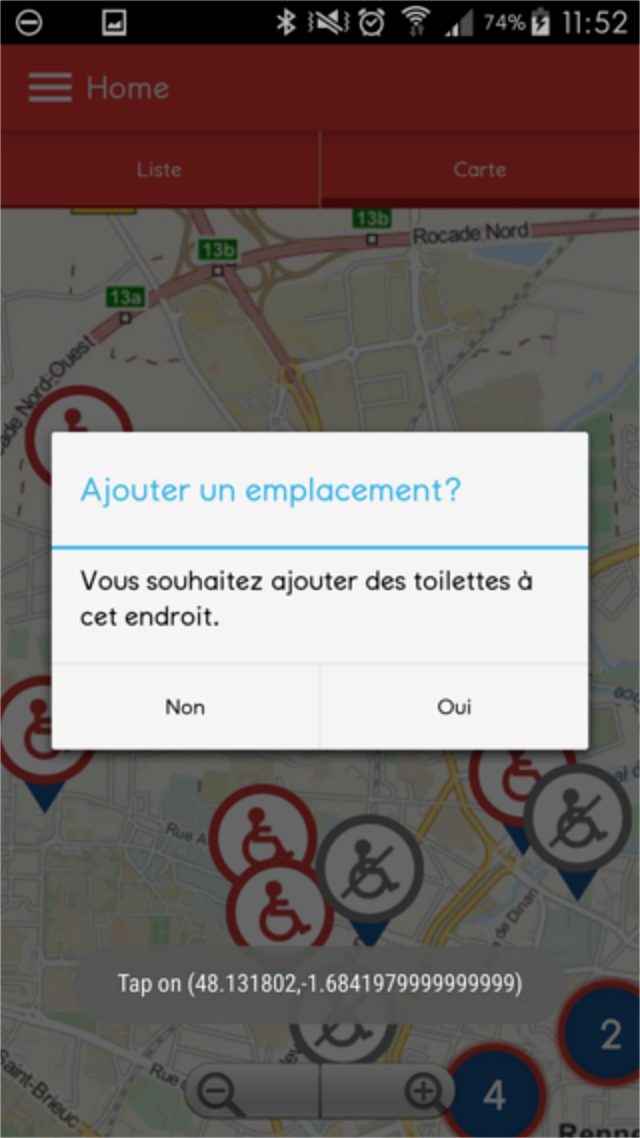 74% 11:52
Home
Liste
Carte
13b
13b
Rocade Nord
13a
Nord-Ouest
Ajouter un emplacement?
Vous souhaitez ajouter des toilettes à
cet endroit.
Non
Oui
Rue
de Dinan
Tap on (48.131802,-1.6841979999999999)
2
Saint-Brieuc
Rue
4